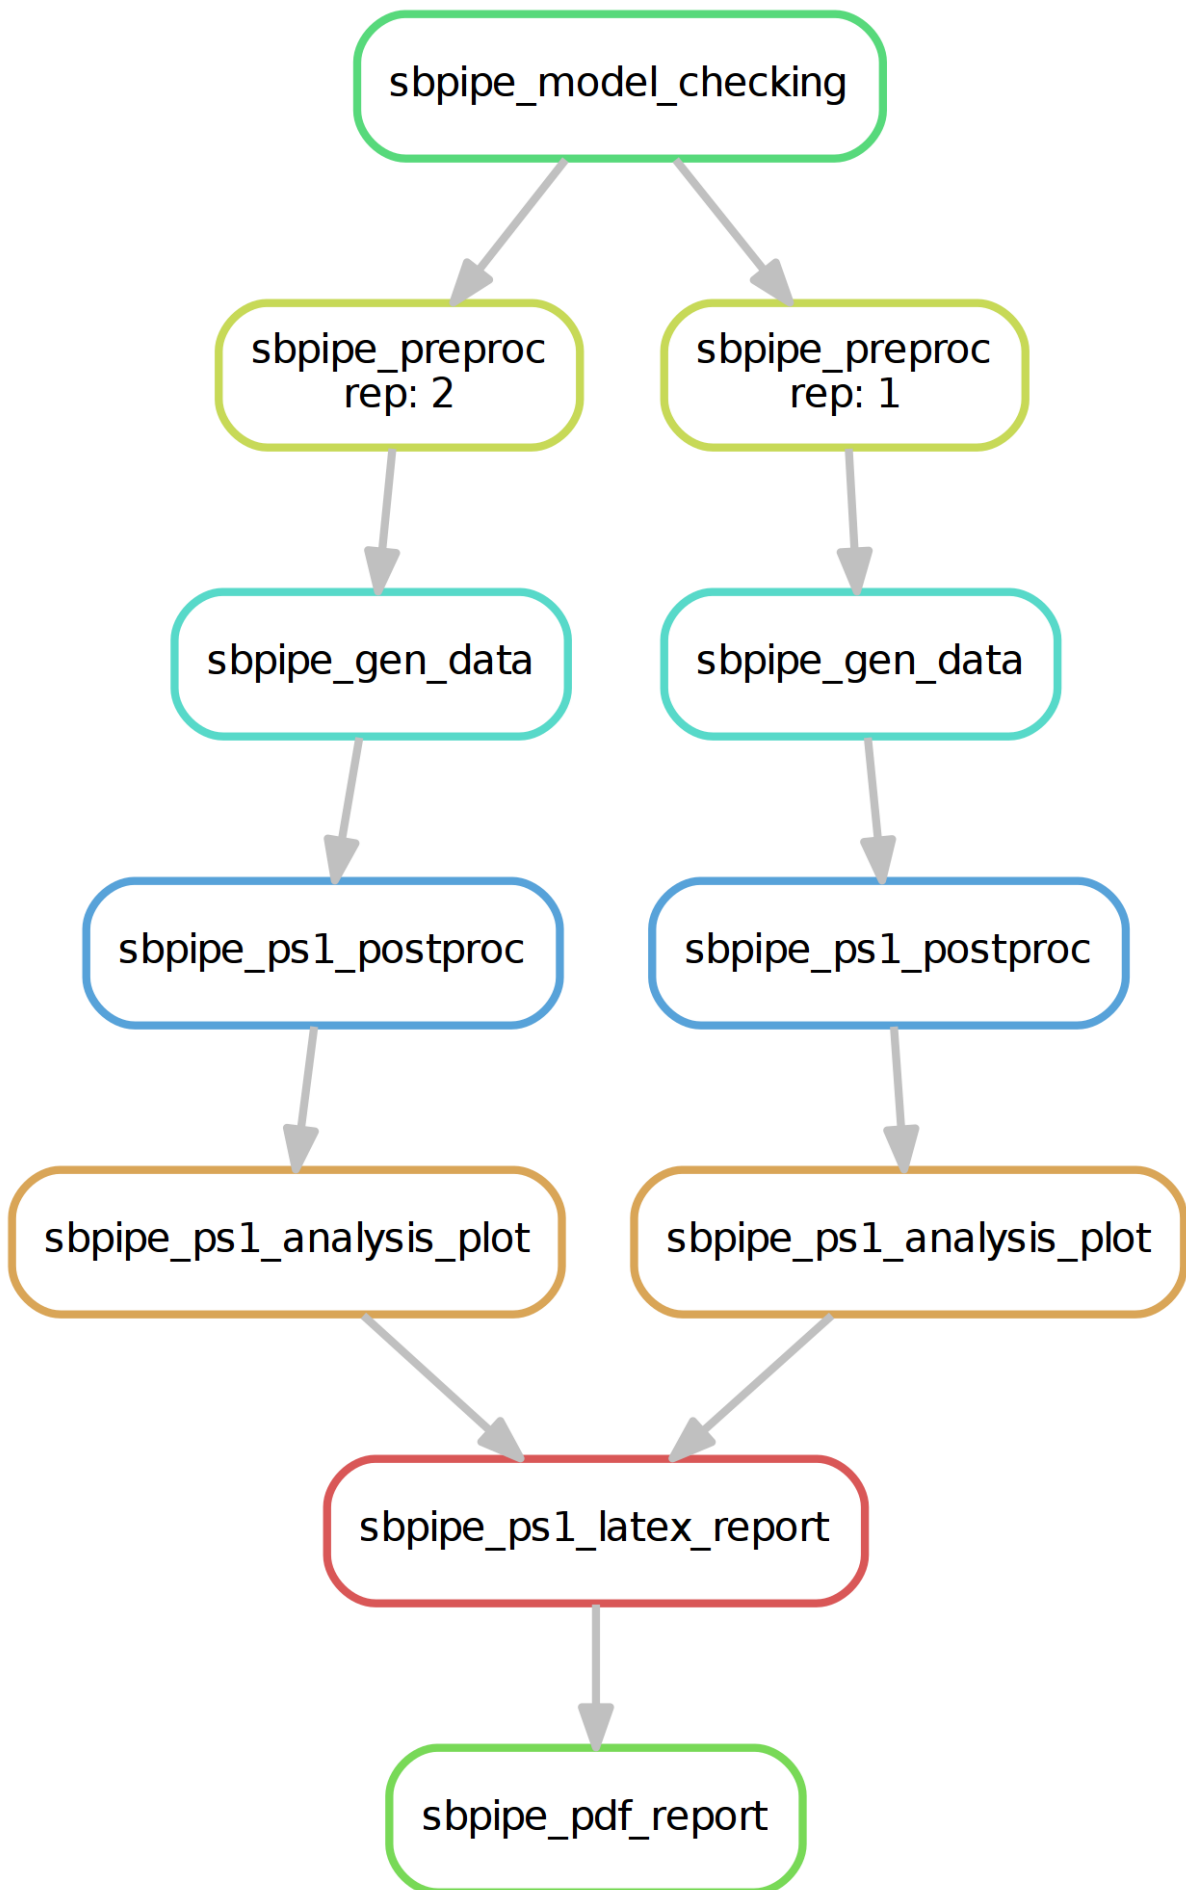 sbpipe_model_checking
sbpipe_preproc
rep: 2
sbpipe_preproc
rep: 1
sbpipe_gen_data
sbpipe_gen_data
sbpipe_ps1_postproc
sbpipe_ps1_postproc
sbpipe_ps1_analysis_plot
sbpipe_ps1_analysis_plot
sbpipe_ps1_latex_report
sbpipe_pdf_report